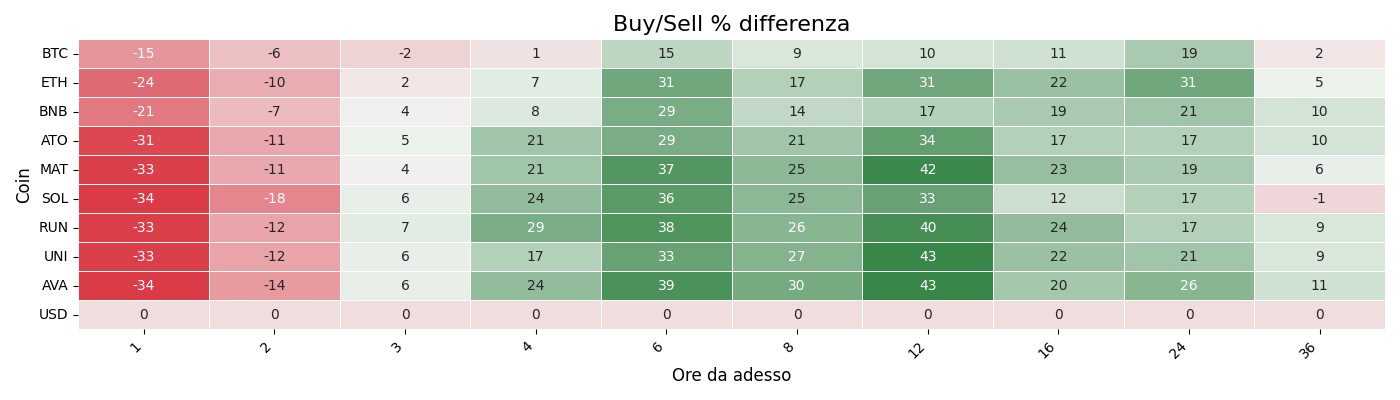 Buy/Sell % differenza
Coin
BTC -15 -6 -2 1 15 9 10 11 19 2
ETH -24 -10 2 7 31 17 31 22 31 5
BNB -21 -7 4 8 29 14 17 19 21 10
ATO -31 -11 5 21 29 21 34 17 17 10
MAT -33 -11 4 21 37 25 42 23 19 6
SOL -34 -18 6 24 36 25 33 12 17 -1
RUN -33 -12 7 29 38 26 40 24 17 9
UNI -33 -12 6 17 33 27 43 22 21 9
AVA -34 -14 6 24 39 30 43 20 26 11
USD 0 0 0 0 0 0 0 0 0 0
1 2 3 4 6 8 12 16 24 36
Ore da adesso